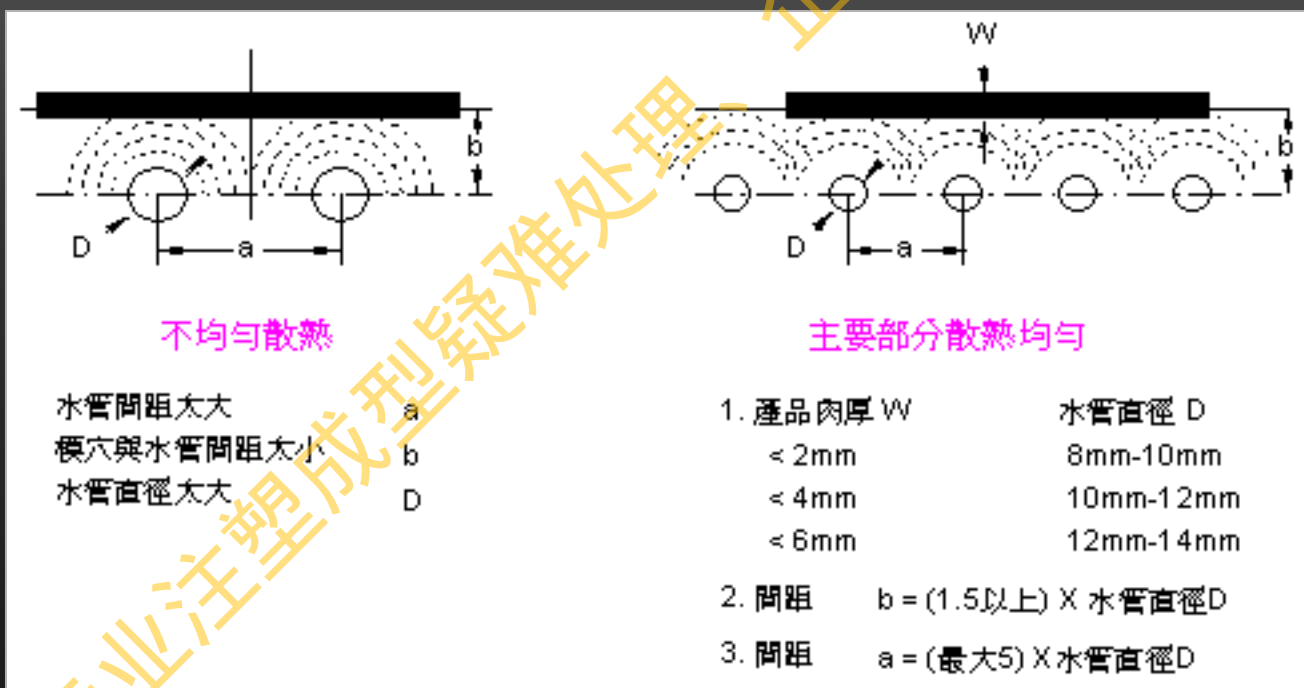 W
b
b
D
a
D
a
不均勻散熱
主要部分散熱均勻
水管間距太大 a
模穴與水管間距太小 b
水管直徑太大 D
1. 產品肉厚 W 水管直徑 D
< 2mm 8mm-10mm
< 4mm 10mm-12mm
< 6mm 12mm-14mm
2. 間距 b = (1.5以上) X 水管直徑D
3. 間距 a = (最大5) X 水管直徑D
业注塑成型疑难处理、